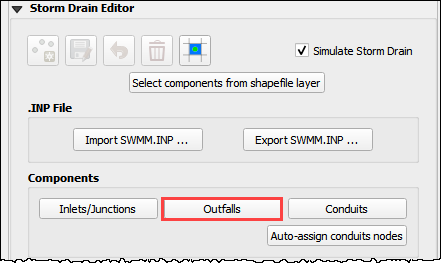 Storm Drain Editor
Simulate Storm Drain
Select components from shapefile layer
.INP File
Import SWMM.INP ... Export SWMM.INP ...
Components
Inlets/Junctions Outfalls Conduits
Auto-assign conduits nodes